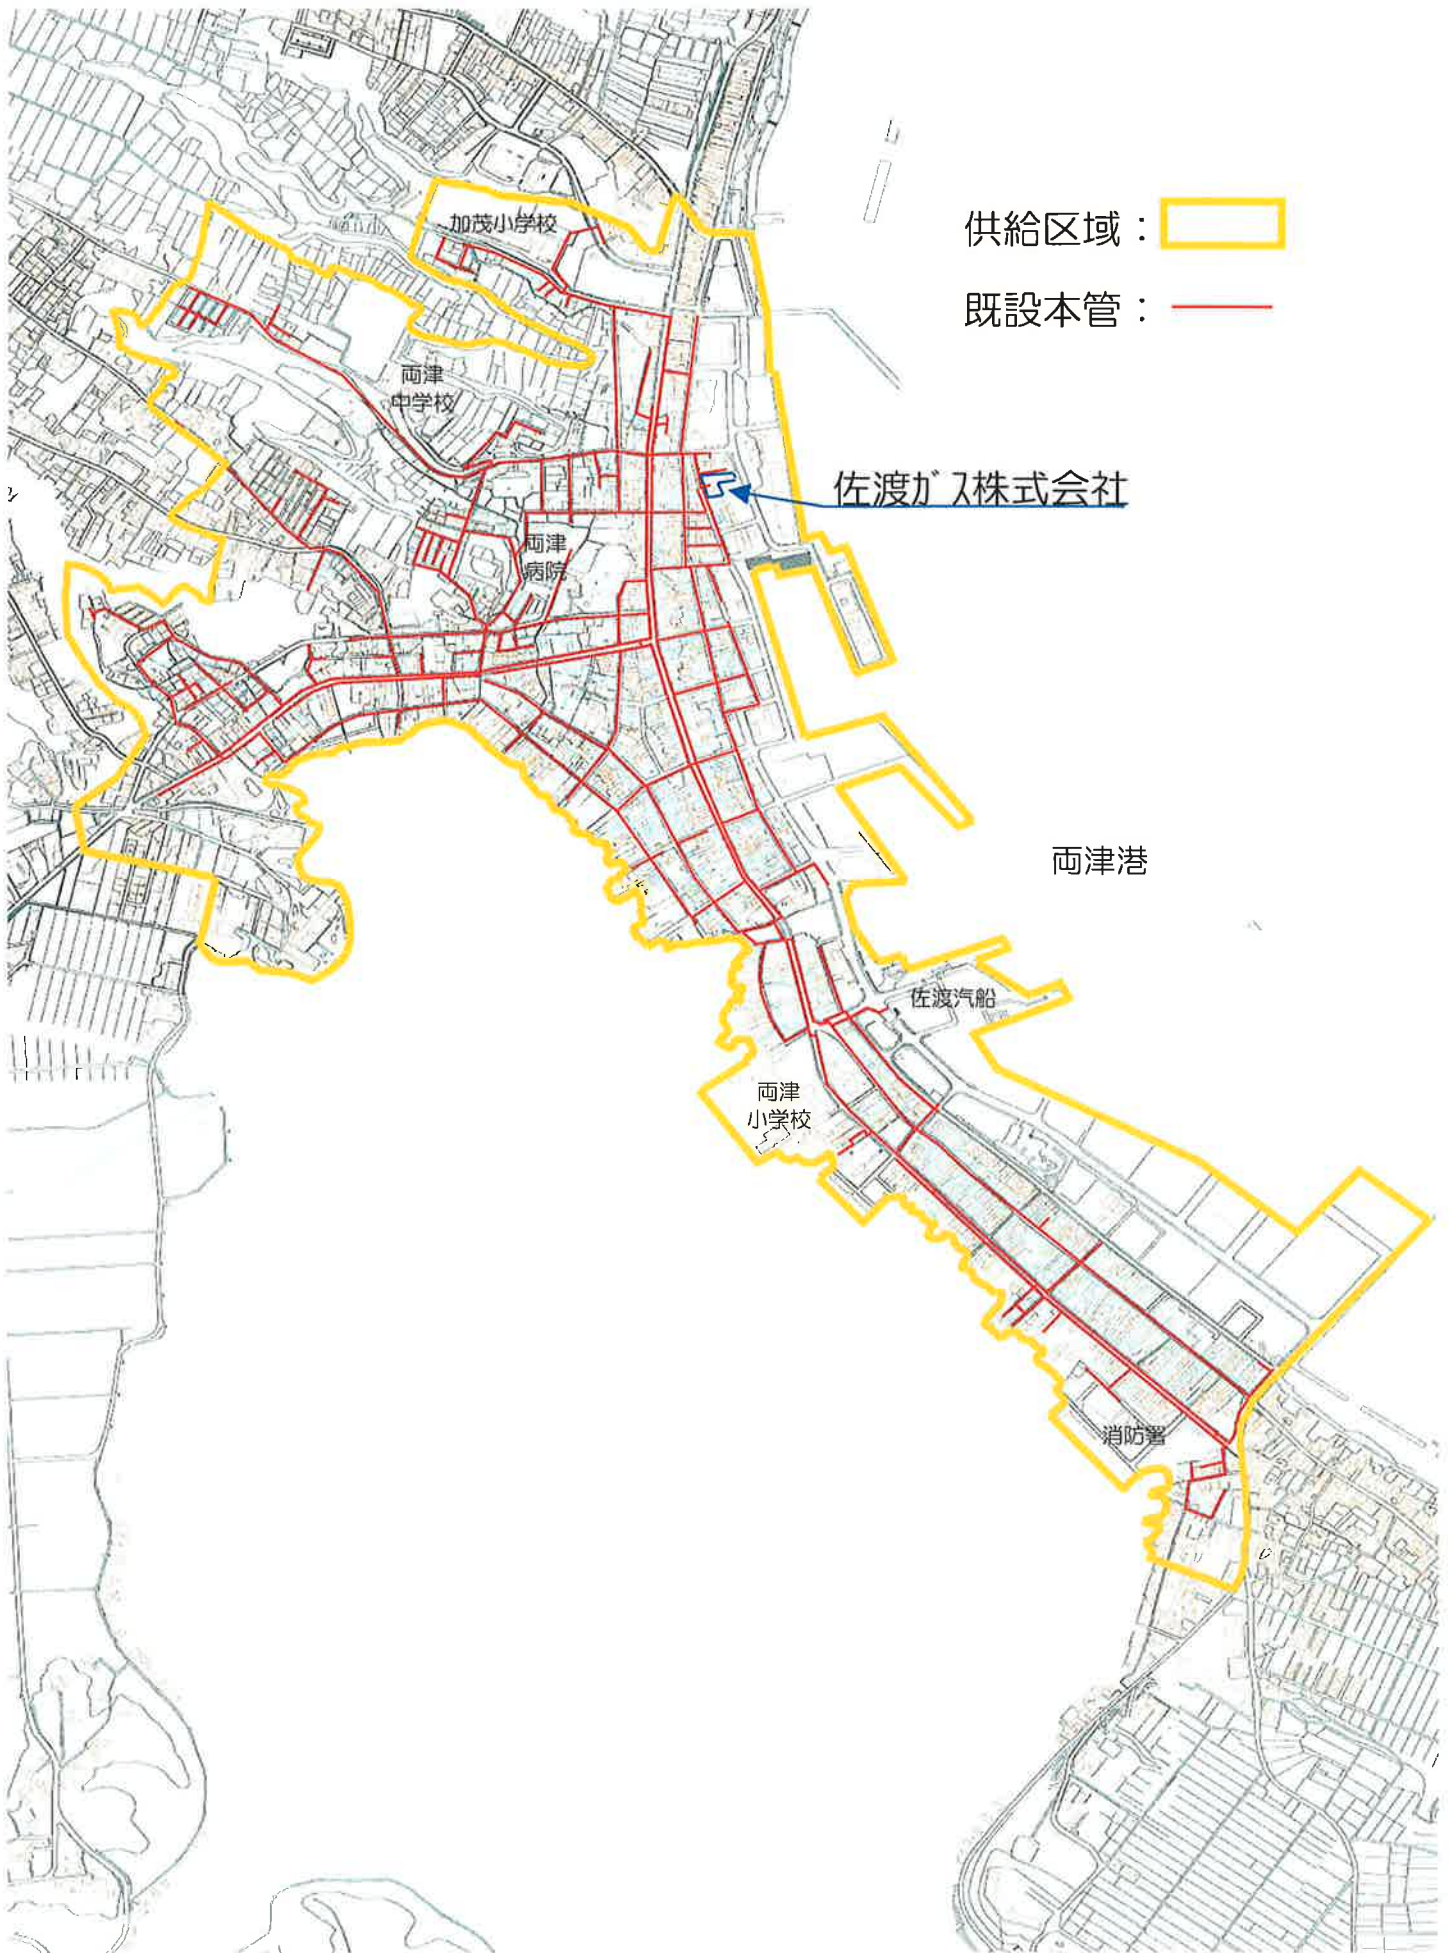 加茂小学校
供給区域：
既設本管：
両津
中学校
佐渡ガス株式会社
両津
病院
両津港
佐渡汽船
両津
小学校
消防署